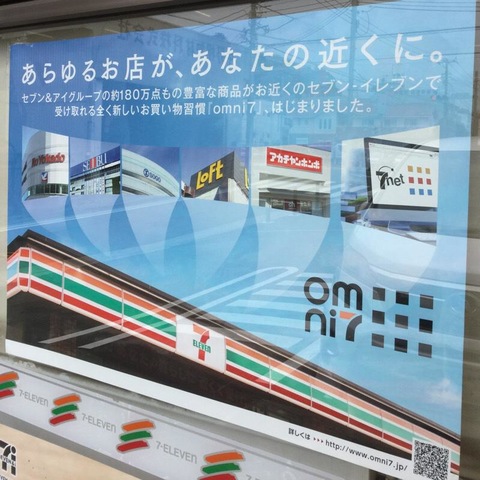 あらゆるお店が、あなたの近くに。
セブン&アイグループの約180万点もの豊富な商品がお近くのセブン‐イレブンで
受け取れる全く新しいお買い物習慣『omni7』、はじまりました。
Ito Yokado
SEIBU
SOGO
LOFT
アカチャンホンポ
7net
omni7
7-ELEVEN
詳しくは ››› http://www.omni7.jp/
7-ELEVEN
7-ELEVEN
7-ELEVEN